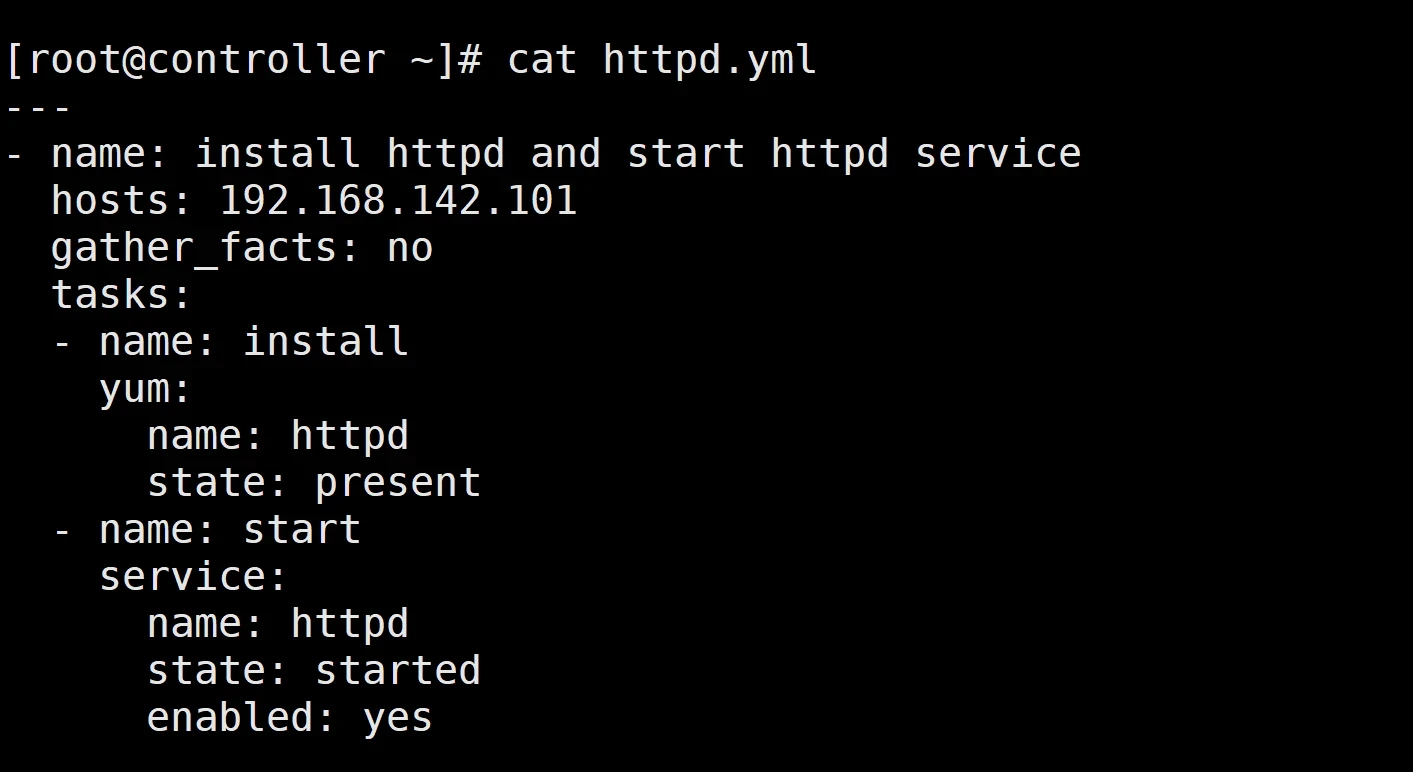 [root@controller ~]# cat httpd.yml
---
- name: install httpd and start httpd service
  hosts: 192.168.142.101
  gather_facts: no
  tasks:
  - name: install
    yum:
      name: httpd
      state: present
  - name: start
    service:
      name: httpd
      state: started
      enabled: yes